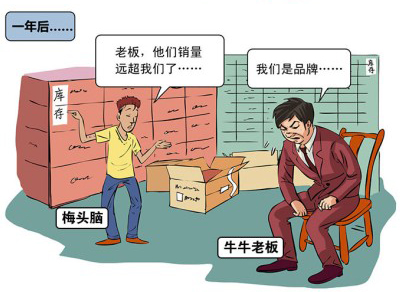 一年后……
老板，他们销量
远超我们了……
我们是品牌……
库存
库存
梅头脑
牛牛老板